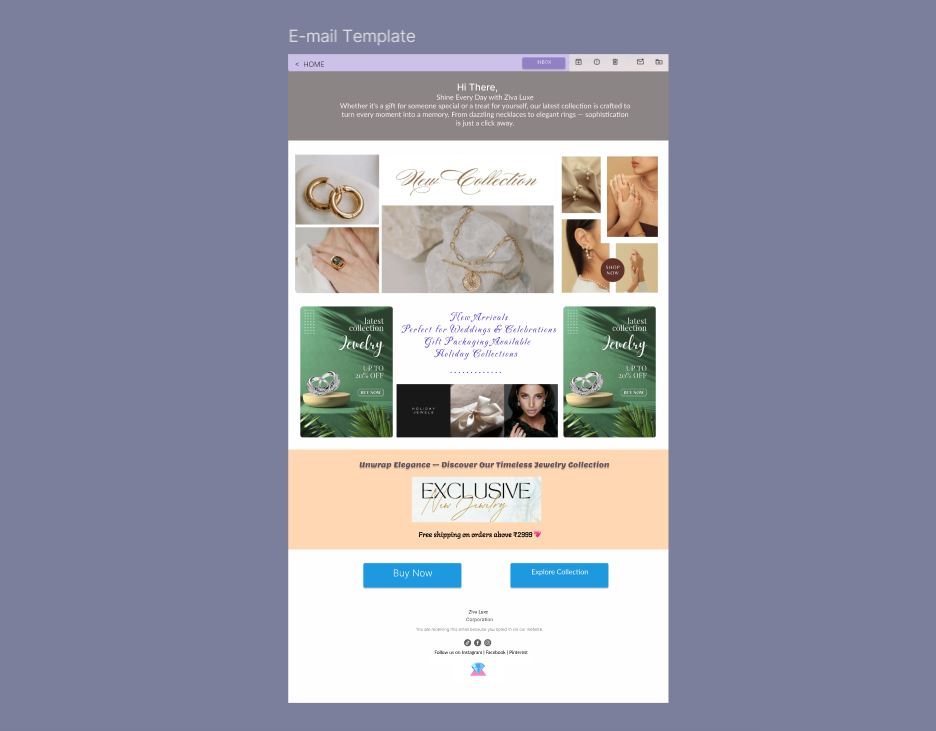 E-mail Template
< HOME
INBOX
Hi There,
Shine Every Day with Ziva Luxe
Whether it's a gift for someone special or a treat for yourself, our latest collection is crafted to
turn every moment into a memory. From dazzling necklaces to elegant rings — sophistication
is just a click away.
New Collection
SHOP
NOW
latest
collection
Jewelry
UP TO
20% OFF
BUY NOW
New Arrivals
Perfect for Weddings & Celebrations
Gift Packaging Available
Holiday Collections
.............
HOLIDAY
JEWELS
latest
collection
Jewelry
UP TO
20% OFF
BUY NOW
Unwrap Elegance — Discover Our Timeless Jewelry Collection
EXCLUSIVE
New Jewelry
Free shipping on orders above ₹2999 💖
Buy Now
Explore Collection
Ziva Luxe
Corporation
You are receiving this email because you opted in on our website.
Follow us on Instagram | Facebook | Pinterest